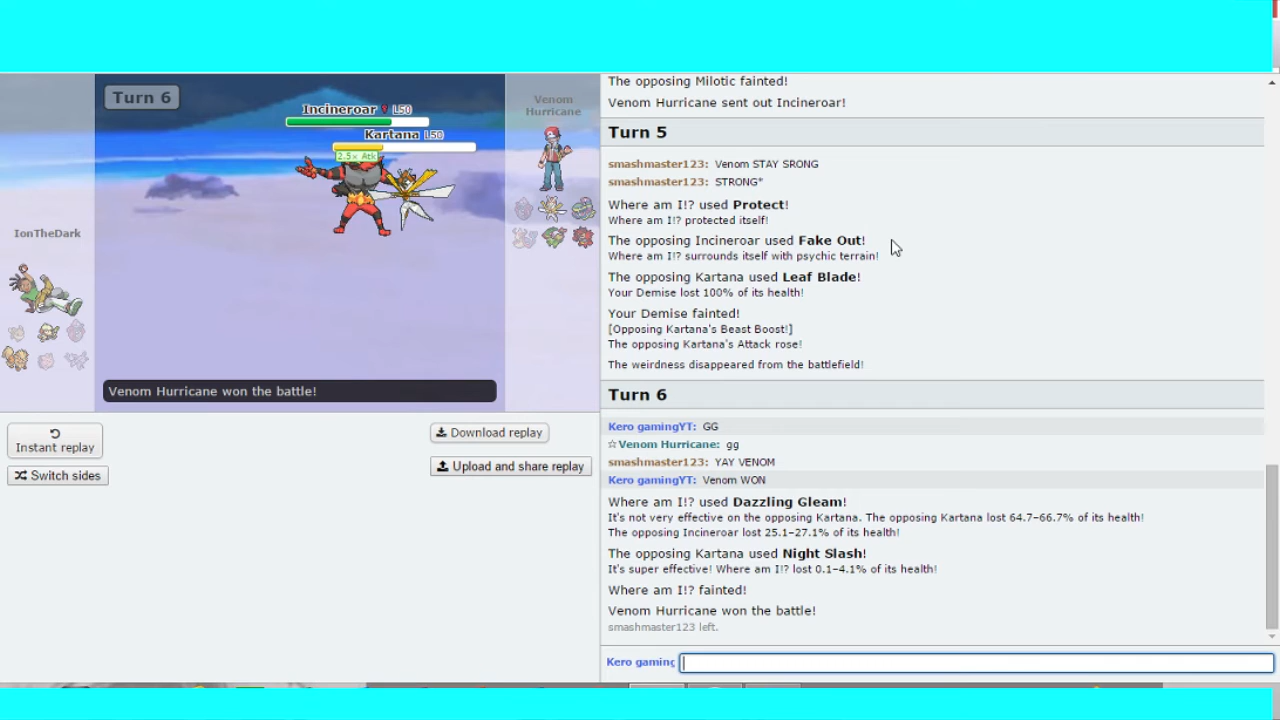 Turn 6
Incineroar L50
Kartana L50
2.5× Atk
IonTheDark
Venom
Hurricane
Venom Hurricane won the battle!
Instant replay
Switch sides
Download replay
Upload and share replay
The opposing Milotic fainted!
Venom Hurricane sent out Incineroar!
Turn 5
smashmaster123: Venom STAY SRONG
smashmaster123: STRONG*
Where am I!? used Protect!
Where am I!? protected itself!
The opposing Incineroar used Fake Out!
Where am I!? surrounds itself with psychic terrain!
The opposing Kartana used Leaf Blade!
Your Demise lost 100% of its health!
Your Demise fainted!
[Opposing Kartana's Beast Boost!]
The opposing Kartana's Attack rose!
The weirdness disappeared from the battlefield!
Turn 6
Kero gamingYT: GG
☆Venom Hurricane: gg
smashmaster123: YAY VENOM
Kero gamingYT: Venom WON
Where am I!? used Dazzling Gleam!
It's not very effective on the opposing Kartana. The opposing Kartana lost 64.7–66.7% of its health!
The opposing Incineroar lost 25.1–27.1% of its health!
The opposing Kartana used Night Slash!
It's super effective! Where am I!? lost 0.1–4.1% of its health!
Where am I!? fainted!
Venom Hurricane won the battle!
smashmaster123 left.
Kero gaming